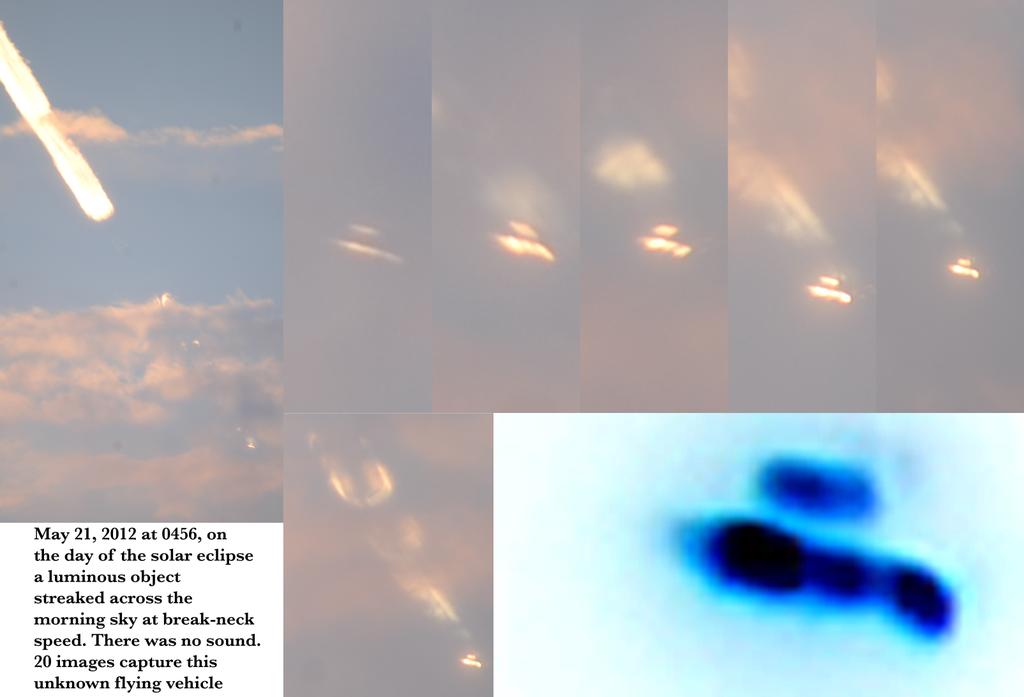 May 21, 2012 at 0456, on
the day of the solar eclipse
a luminous object
streaked across the
morning sky at break-neck
speed. There was no sound.
20 images capture this
unknown flying vehicle